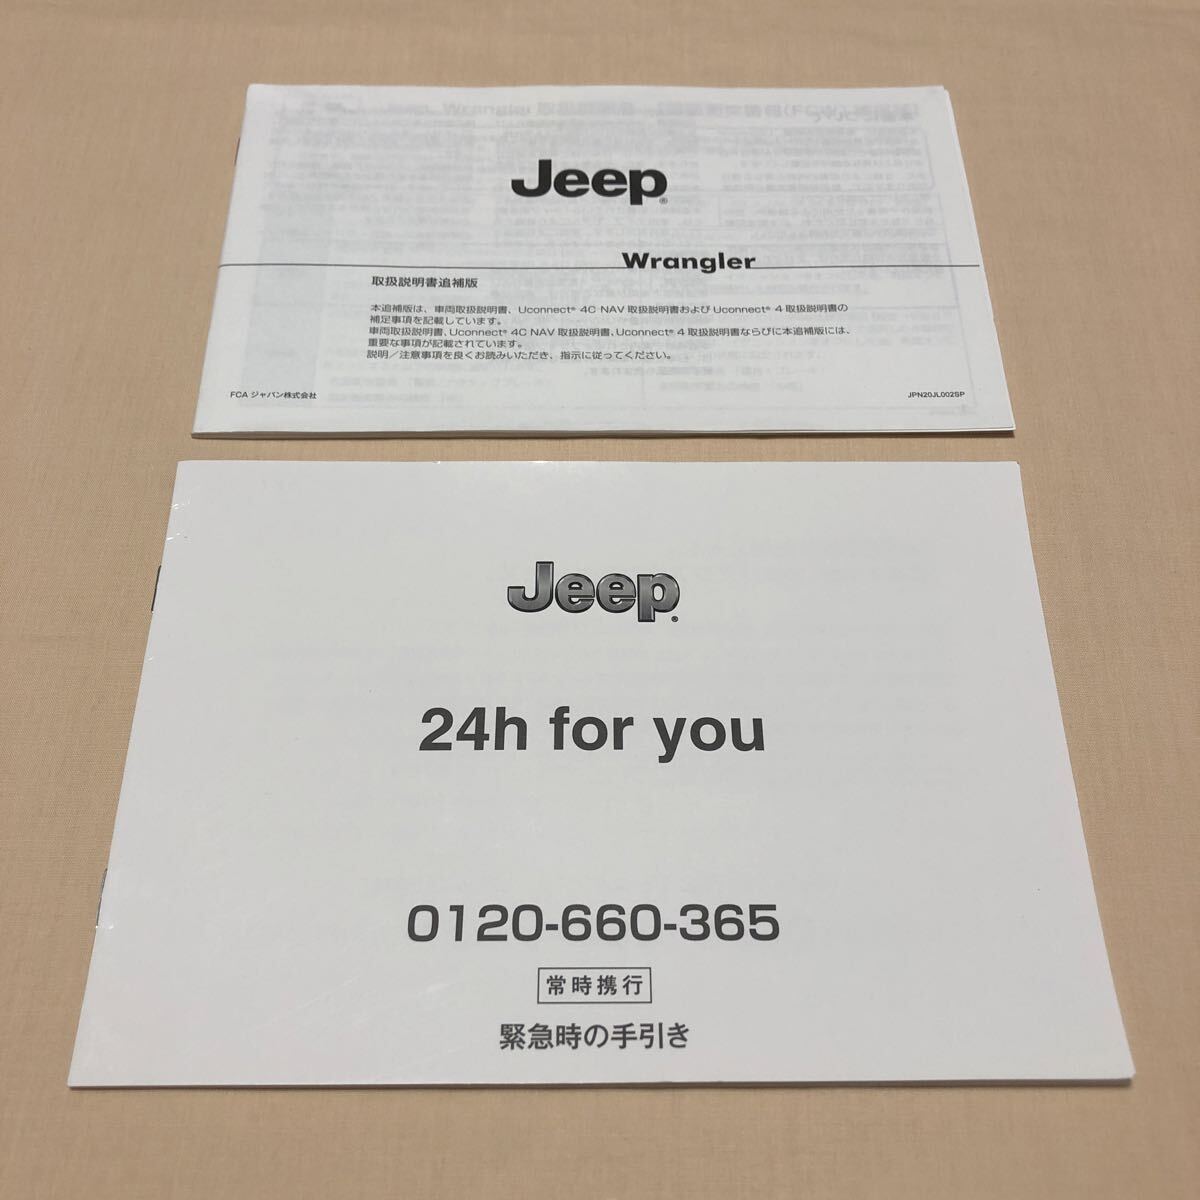 Jeep®
Wrangler
取扱説明書追補版
本追補版は、車両取扱説明書、Uconnect® 4C NAV 取扱説明書および Uconnect® 4 取扱説明書の
補足事項を記載しています。
車両取扱説明書、Uconnect® 4C NAV 取扱説明書、Uconnect® 4 取扱説明書ならびに本追補版には、
重要な事項が記載されています。
説明／注意事項を良くお読みいただき、指示に従ってください。
FCA ジャパン株式会社
JPN20JL002SP
Jeep®
24h for you
0120-660-365
常時携行
緊急時の手引き